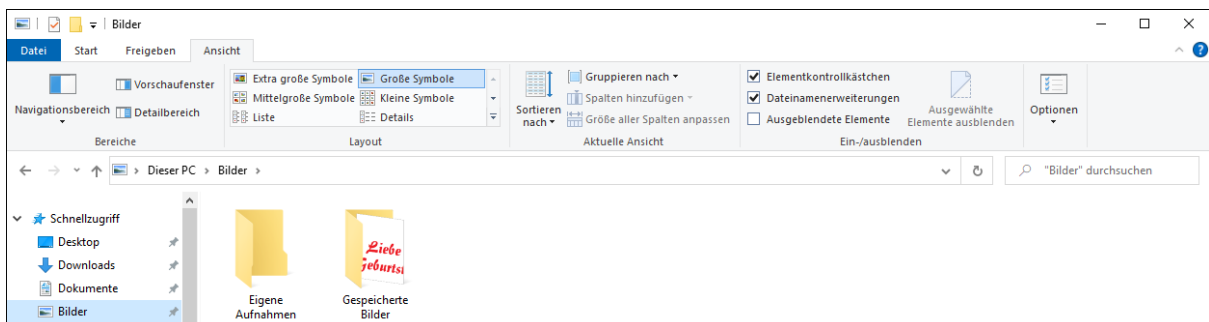 Bilder
Datei Start Freigeben Ansicht
Navigationsbereich
Vorschaufenster
Detailbereich
Bereiche
Extra große Symbole Große Symbole
Mittelgroße Symbole Kleine Symbole
Liste Details
Layout
Sortieren
nach
Gruppieren nach
Spalten hinzufügen
Größe aller Spalten anpassen
Aktuelle Ansicht
Elementkontrollkästchen
Dateinamenerweiterungen
Ausgeblendete Elemente
Ausgewählte
Elemente ausblenden
Ein-/ausblenden
Optionen
Dieser PC > Bilder >
"Bilder" durchsuchen
Schnellzugriff
Desktop
Downloads
Dokumente
Bilder
Liebe
Geburtst
Eigene
Aufnahmen
Gespeicherte
Bilder